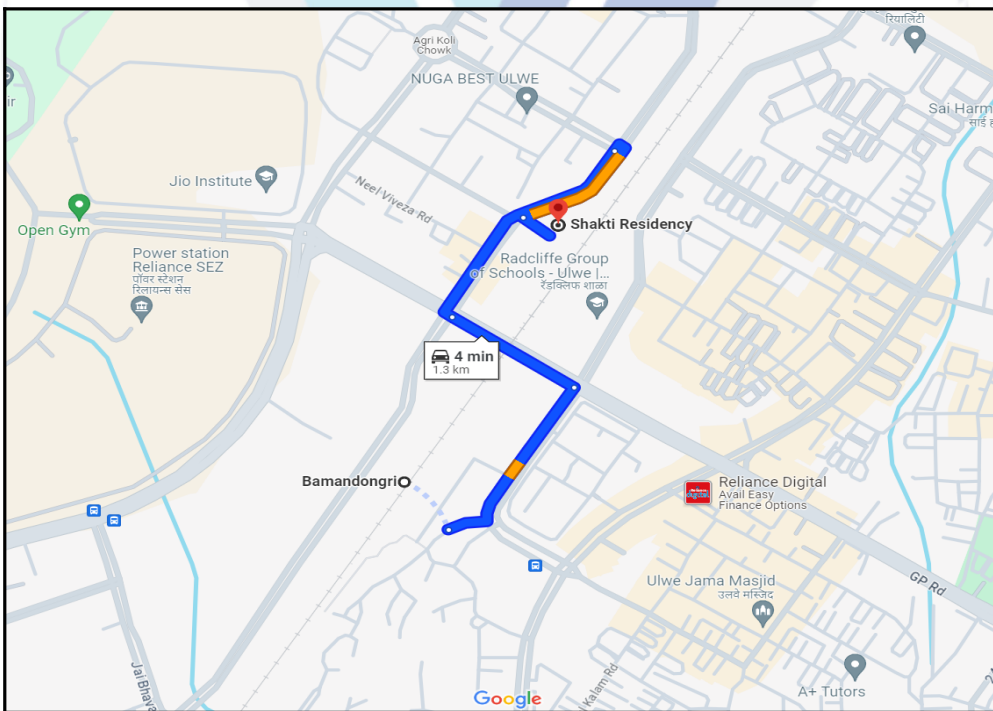 रियालिटी
Agri Koli
Chowk
NUGA BEST ULWE
Sai Harm
Jio Institute
Neel Viveza Rd
Open Gym
Shakti Residency
Power station
Reliance SEZ
पॉवर स्टेशन
रिलायन्स सेस
Radcliffe Group
of Schools - Ulwe |...
रॅडक्लिफ शाळा
4 min
1.3 km
Bamandongri
Reliance Digital
Avail Easy
Finance Options
GP Rd
Ulwe Jama Masjid
उलवे मस्जिद
Jai Bhava
Kalam Rd
A+ Tutors
Google